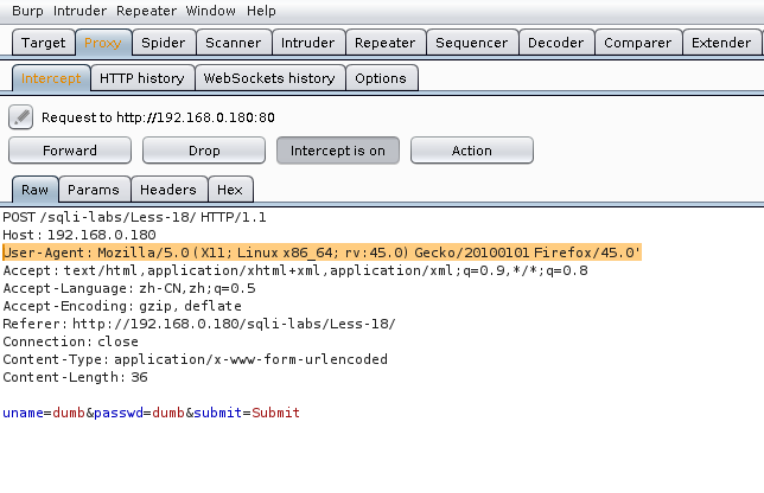 Burp Intruder Repeater Window Help
Target Proxy Spider Scanner Intruder Repeater Sequencer Decoder Comparer Extender
Intercept HTTP history WebSockets history Options
Request to http://192.168.0.180:80
Forward Drop Intercept is on Action
Raw Params Headers Hex
POST /sqli-labs/Less-18/ HTTP/1.1
Host: 192.168.0.180
User-Agent: Mozilla/5.0 (X11; Linux x86_64; rv:45.0) Gecko/20100101 Firefox/45.0'
Accept: text/html,application/xhtml+xml,application/xml;q=0.9,*/*;q=0.8
Accept-Language: zh-CN,zh;q=0.5
Accept-Encoding: gzip, deflate
Referer: http://192.168.0.180/sqli-labs/Less-18/
Connection: close
Content-Type: application/x-www-form-urlencoded
Content-Length: 36
uname=dumb&passwd=dumb&submit=Submit